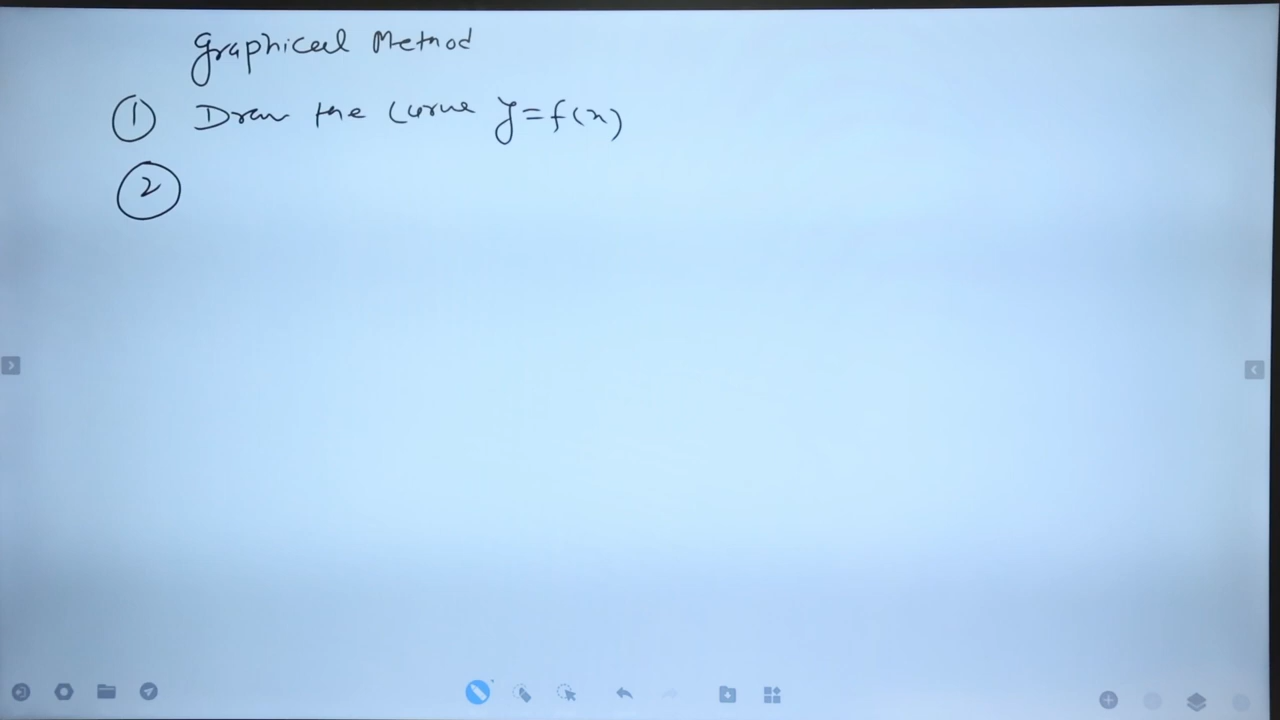 Graphical Method
① Draw the Curve y=f(x)
②